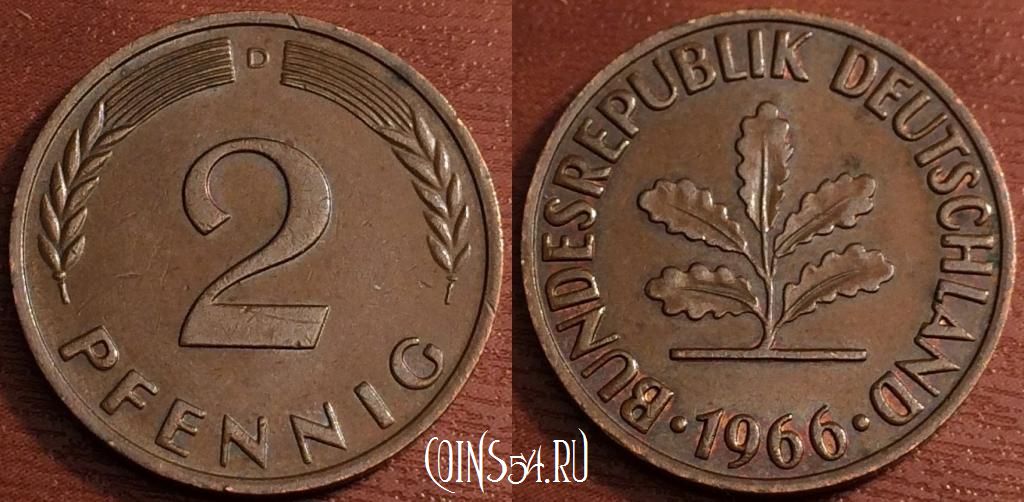 D
2
PFENNIG
BUNDESREPUBLIK DEUTSCHLAND
·1966·
COINS54.RU